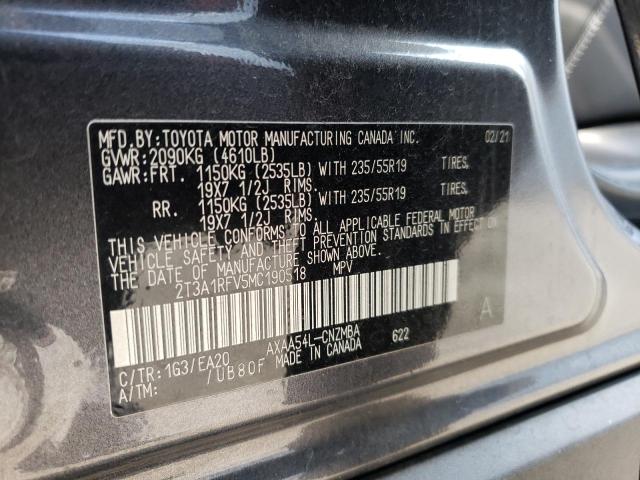 MFD.BY:TOYOTA MOTOR MANUFACTURING CANADA INC. 02/21
GVWR:2090KG (4610LB)
GAWR:FRT. 1150KG (2535LB) WITH 235/55R19 TIRES,
19X7 1/2J RIMS.
RR. 1150KG (2535LB) WITH 235/55R19 TIRES,
19X7 1/2J RIMS.
THIS VEHICLE CONFORMS TO ALL APPLICABLE FEDERAL MOTOR
VEHICLE SAFETY AND THEFT PREVENTION STANDARDS IN EFFECT ON
THE DATE OF MANUFACTURE SHOWN ABOVE.
2T3A1RFV5MC190518 MPV
A
AXAA54L-CNZMBA 622
C/TR:1G3/EA20 MADE IN CANADA
A/TM: /UB80F